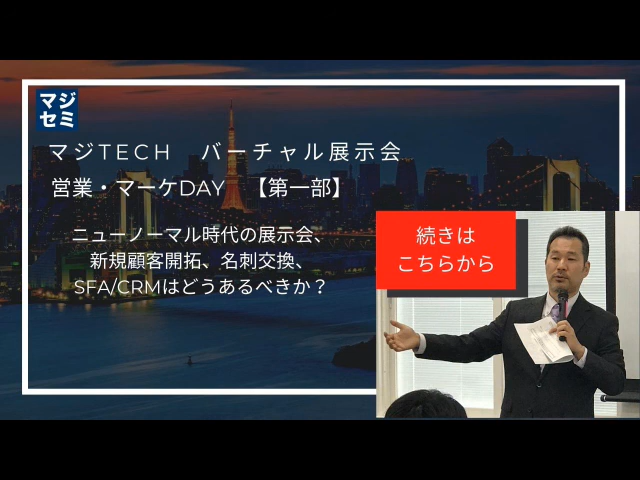 マジ
セミ
マジTECH バーチャル展示会
営業・マーケDAY 【第一部】
ニューノーマル時代の展示会、
新規顧客開拓、名刺交換、
SFA/CRMはどうあるべきか？
続きは
こちらから